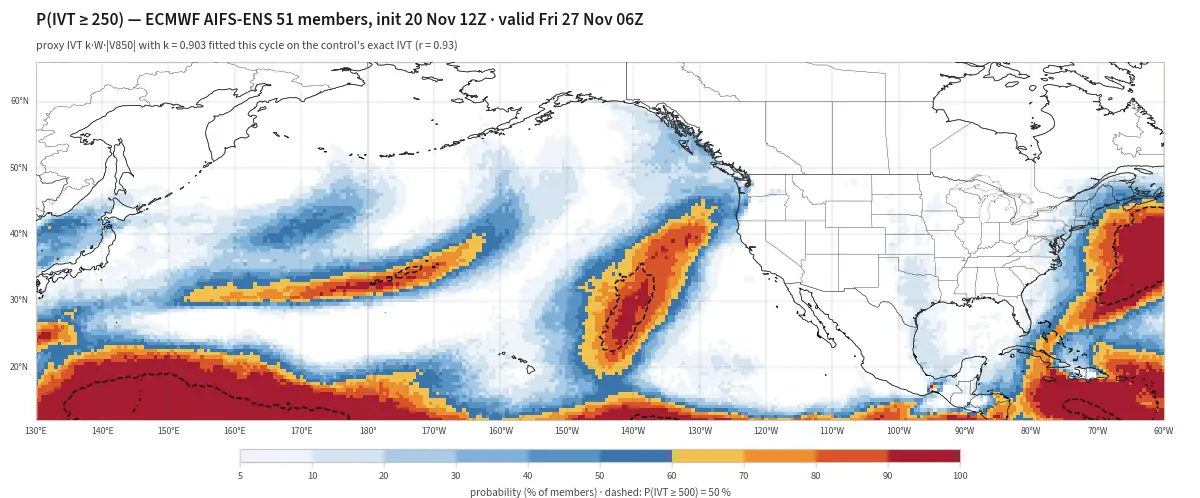 P(IVT ≥ 250) — ECMWF AIFS-ENS 51 members, init 20 Nov 12Z · valid Fri 27 Nov 06Z
proxy IVT k·W·|V850| with k = 0.903 fitted this cycle on the control's exact IVT (r = 0.93)
60°N
50°N
40°N
30°N
20°N
130°E 140°E 150°E 160°E 170°E 180° 170°W 160°W 150°W 140°W 130°W 120°W 110°W 100°W 90°W 80°W 70°W 60°W
5 10 20 30 40 50 60 70 80 90 100
probability (% of members) · dashed: P(IVT ≥ 500) = 50 %